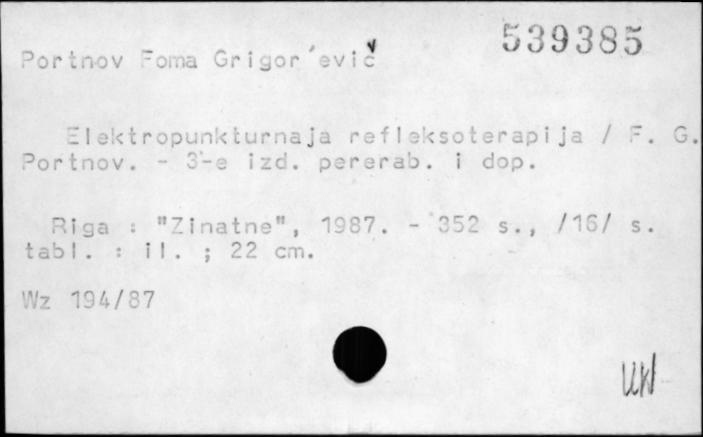 539385
Portnov Foma Grigor'evič
Elektropunkturnaja refleksoterapija / F. G.
Portnov. - 3-e izd. pererab. i dop.
Riga : "Zinatne", 1987. - 352 s., /16/ s.
tabl. : il. ; 22 cm.
Wz 194/87